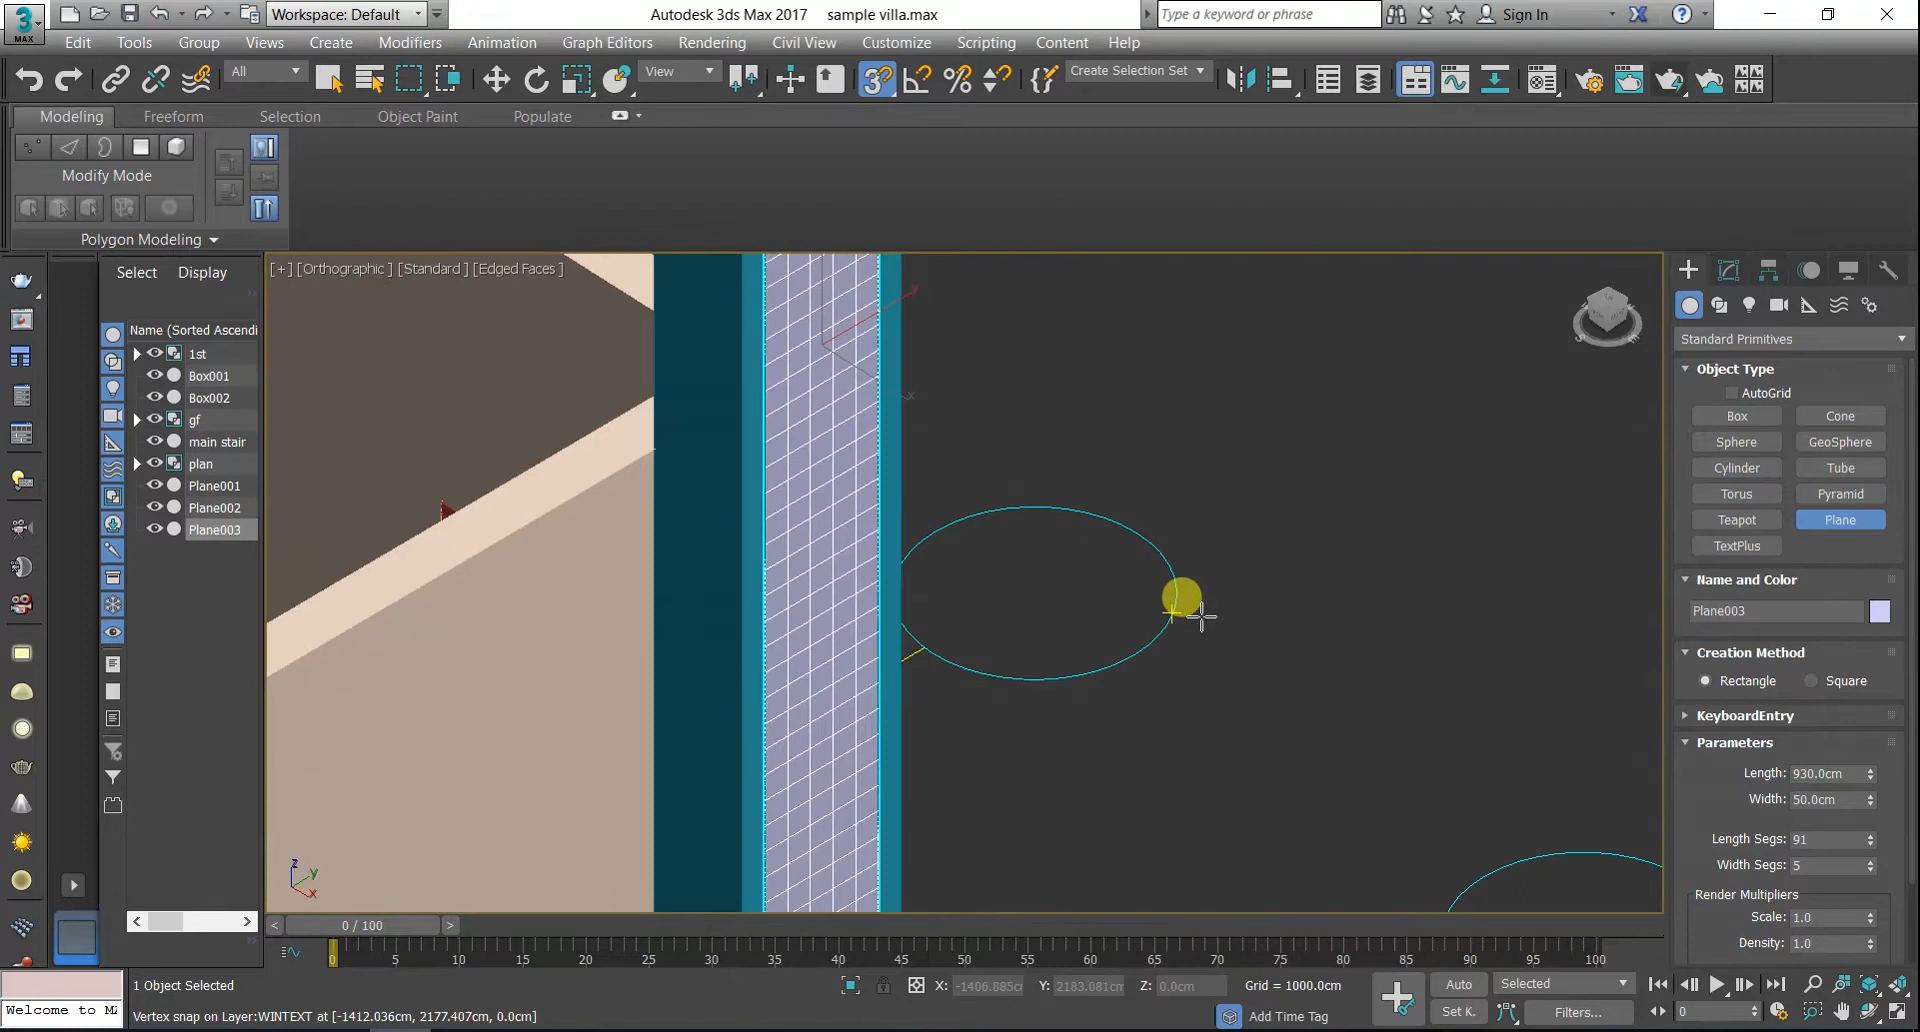 3
MAX
Workspace: Default
Autodesk 3ds Max 2017 sample villa.max
Type a keyword or phrase
Sign In
Edit Tools Group Views Create Modifiers Animation Graph Editors Rendering Civil View Customize Scripting Content Help
All
View
3
Create Selection Set
Modeling Freeform Selection Object Paint Populate
Modify Mode
Polygon Modeling
Select Display
Name (Sorted Ascendi
1st
Box001
Box002
gf
main stair
plan
Plane001
Plane002
Plane003
[+] [Orthographic ] [Standard ] [Edged Faces ]
y
x
z
y
x
Standard Primitives
Object Type
AutoGrid
Box Cone
Sphere GeoSphere
Cylinder Tube
Torus Pyramid
Teapot Plane
TextPlus
Name and Color
Plane003
Creation Method
Rectangle Square
KeyboardEntry
Parameters
Length: 930.0cm
Width: 50.0cm
Length Segs: 91
Width Segs: 5
Render Multipliers
Scale: 1.0
Density: 1.0
< 0 / 100 >
0 5 10 15 20 25 30 35 40 45 50 55 60 65 70 75 80 85 90 95 100
1 Object Selected
X: -1406.885cm Y: 2183.081cm Z: 0.0cm Grid = 1000.0cm
Auto Selected
Welcome to MA
Vertex snap on Layer:WINTEXT at [-1412.036cm, 2177.407cm, 0.0cm]
Add Time Tag
Set K. Filters...
0